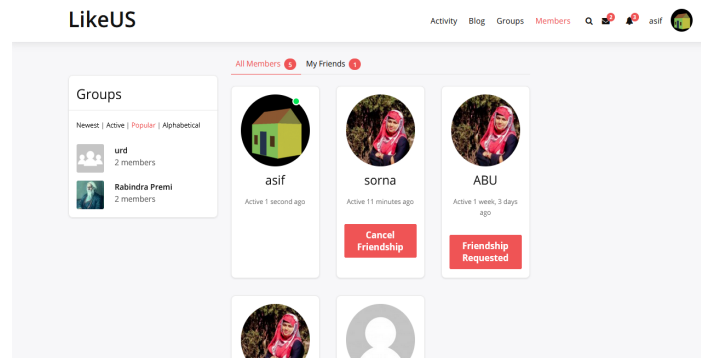 LikeUS
Activity Blog Groups Members 2 3 asif
All Members 5 My Friends 1
Groups
Newest | Active | Popular | Alphabetical
urd
2 members
Rabindra Premi
2 members
asif
Active 1 second ago
sorna
Active 11 minutes ago
Cancel
Friendship
ABU
Active 1 week, 3 days
ago
Friendship
Requested